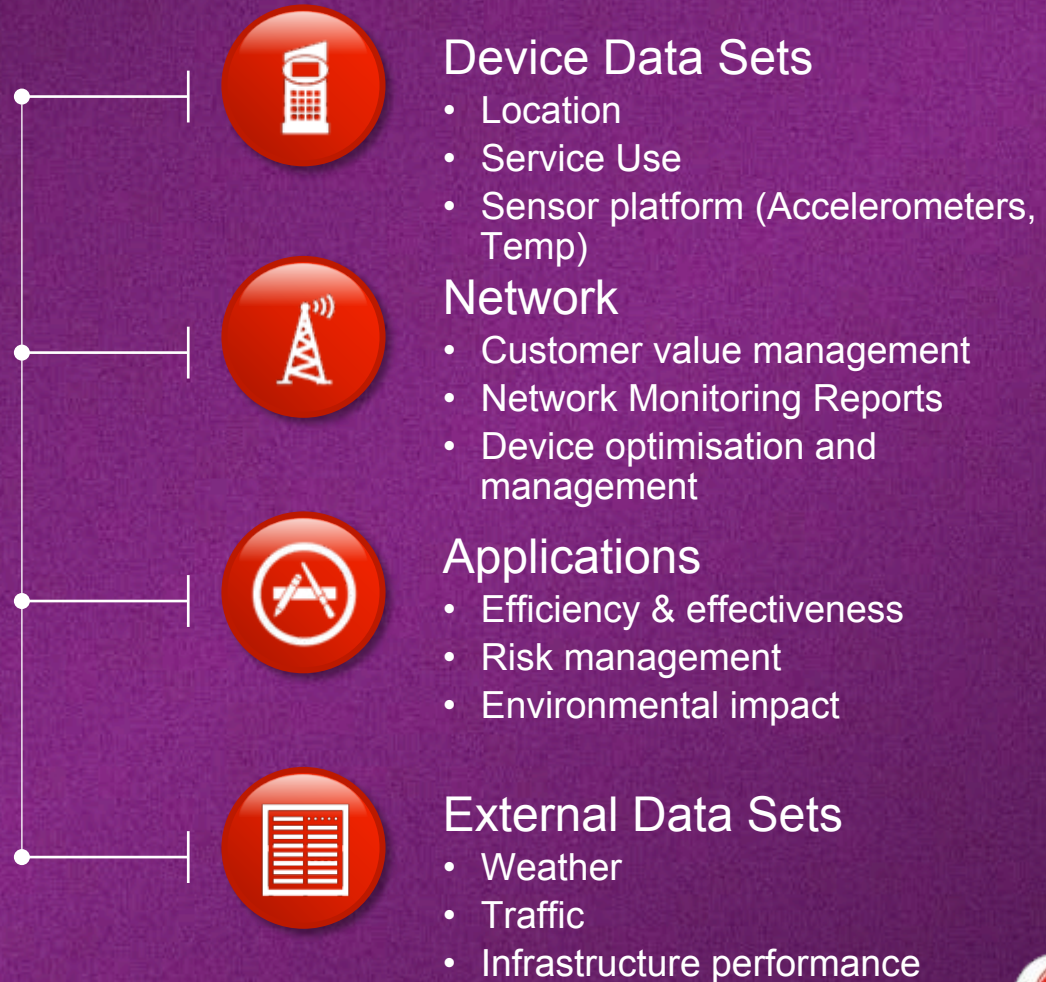 Device Data Sets
• Location
• Service Use
• Sensor platform (Accelerometers,
Temp)
Network
• Customer value management
• Network Monitoring Reports
• Device optimisation and
management
Applications
• Efficiency & effectiveness
• Risk management
• Environmental impact
External Data Sets
• Weather
• Traffic
• Infrastructure performance